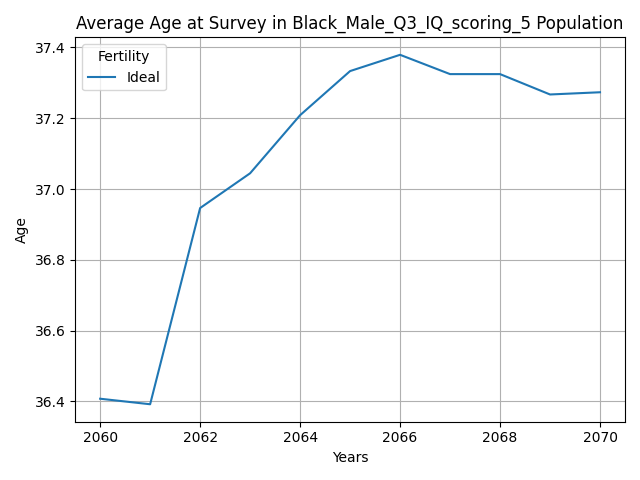 Average Age at Survey in Black_Male_Q3_IQ_scoring_5 Population
Fertility
Ideal
37.4
37.2
37.0
36.8
36.6
36.4
Age
2060
2062
2064
2066
2068
2070
Years